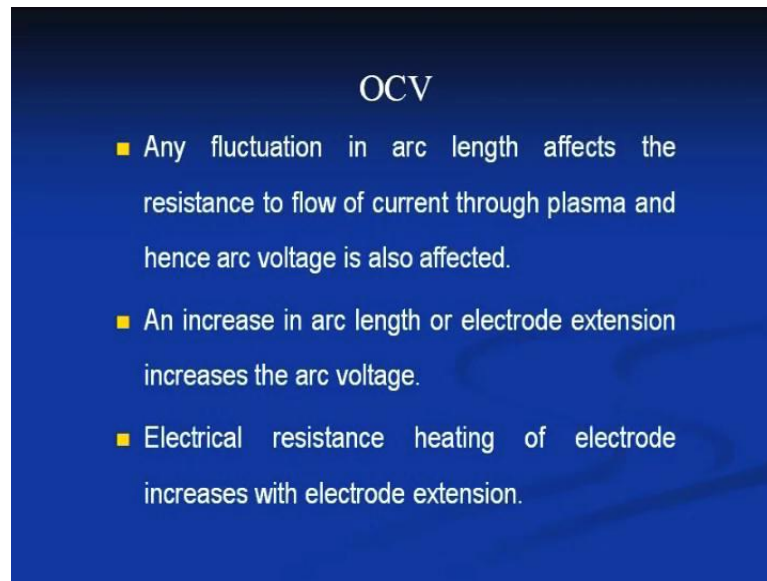 OCV
Any fluctuation in arc length affects the
resistance to flow of current through plasma and
hence arc voltage is also affected.
An increase in arc length or electrode extension
increases the arc voltage.
Electrical resistance heating of electrode
increases with electrode extension.